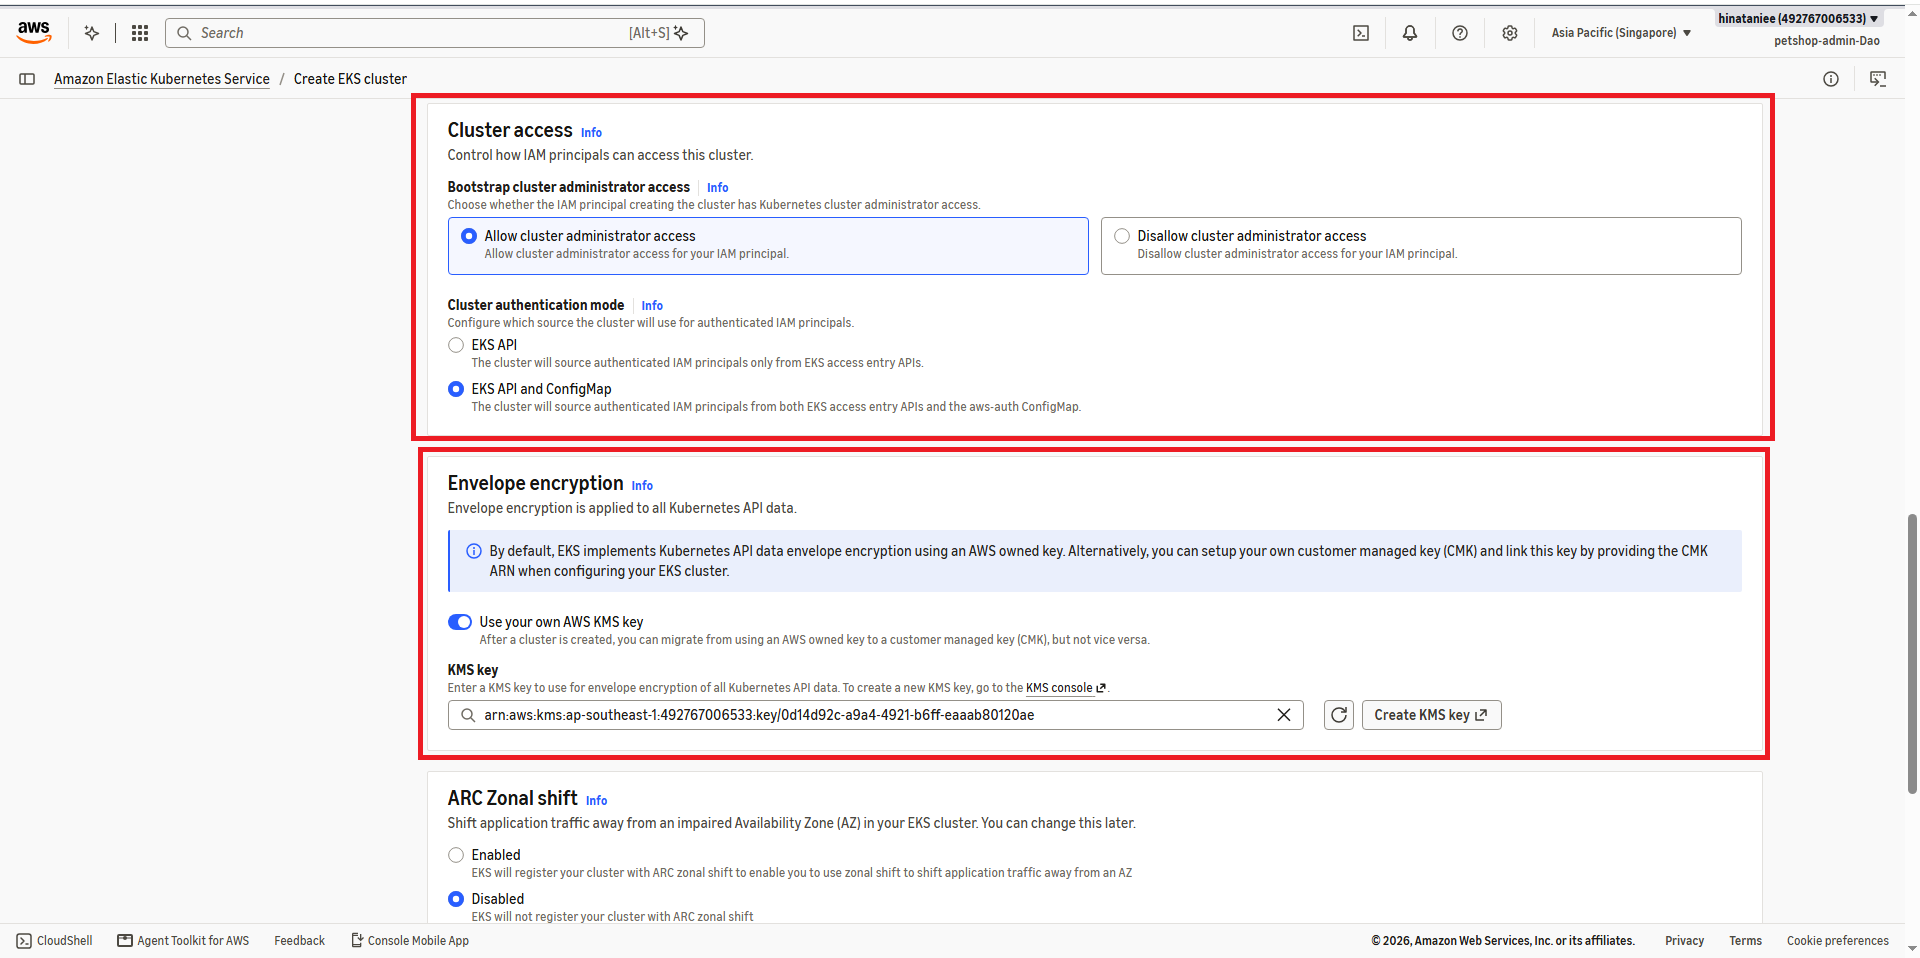 aws
Search
[Alt+S]
Asia Pacific (Singapore)
hinataniee (492767006533)
petshop-admin-Dao
Amazon Elastic Kubernetes Service / Create EKS cluster
Cluster access Info
Control how IAM principals can access this cluster.
Bootstrap cluster administrator access Info
Choose whether the IAM principal creating the cluster has Kubernetes cluster administrator access.
Allow cluster administrator access
Allow cluster administrator access for your IAM principal.
Disallow cluster administrator access
Disallow cluster administrator access for your IAM principal.
Cluster authentication mode Info
Configure which source the cluster will use for authenticated IAM principals.
EKS API
The cluster will source authenticated IAM principals only from EKS access entry APIs.
EKS API and ConfigMap
The cluster will source authenticated IAM principals from both EKS access entry APIs and the aws-auth ConfigMap.
Envelope encryption Info
Envelope encryption is applied to all Kubernetes API data.
By default, EKS implements Kubernetes API data envelope encryption using an AWS owned key. Alternatively, you can setup your own customer managed key (CMK) and link this key by providing the CMK
ARN when configuring your EKS cluster.
Use your own AWS KMS key
After a cluster is created, you can migrate from using an AWS owned key to a customer managed key (CMK), but not vice versa.
KMS key
Enter a KMS key to use for envelope encryption of all Kubernetes API data. To create a new KMS key, go to the KMS console.
arn:aws:kms:ap-southeast-1:492767006533:key/0d14d92c-a9a4-4921-b6ff-eaaab80120ae
Create KMS key
ARC Zonal shift Info
Shift application traffic away from an impaired Availability Zone (AZ) in your EKS cluster. You can change this later.
Enabled
EKS will register your cluster with ARC zonal shift to enable you to use zonal shift to shift application traffic away from an AZ
Disabled
EKS will not register your cluster with ARC zonal shift
CloudShell
Agent Toolkit for AWS
Feedback
Console Mobile App
© 2026, Amazon Web Services, Inc. or its affiliates.
Privacy
Terms
Cookie preferences